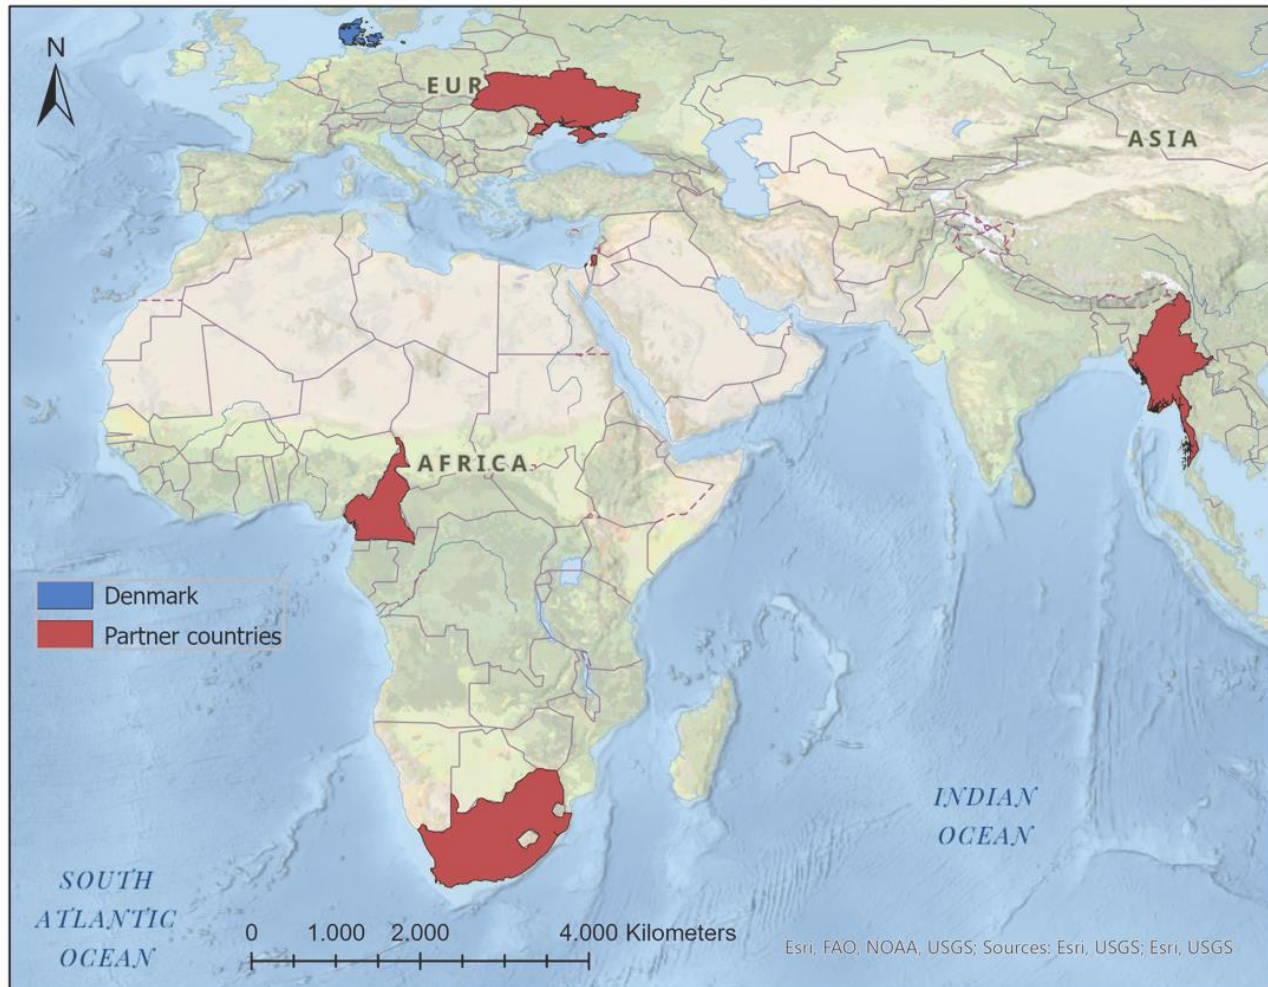 N
EUR
ASIA
AFRICA
Denmark
Partner countries
INDIAN
OCEAN
SOUTH
ATLANTIC
OCEAN
0 1.000 2.000 4.000 Kilometers
Esri, FAO, NOAA, USGS; Sources: Esri, USGS; Esri, USGS